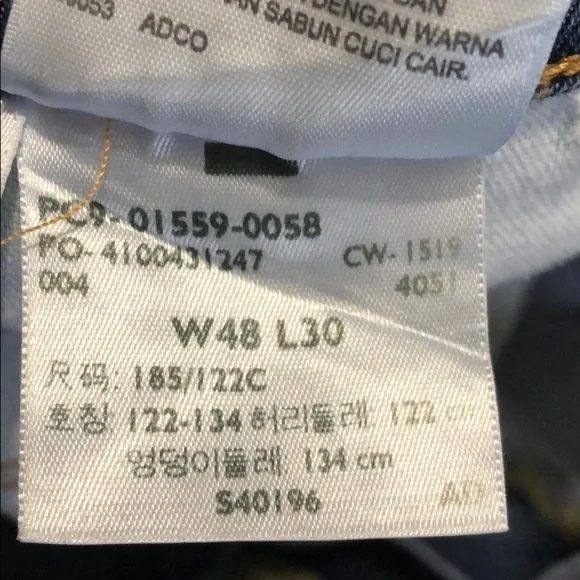 DENGAN WARNA
SABUN CUCI CAIR.
ADCO
PC9-01559-0058
PO-4100431247
CW-1519
004
4051
W48 L30
尺码: 185/122C
호칭 122-134 허리둘레: 122 cm
엉덩이둘레 134 cm
S40196
AD